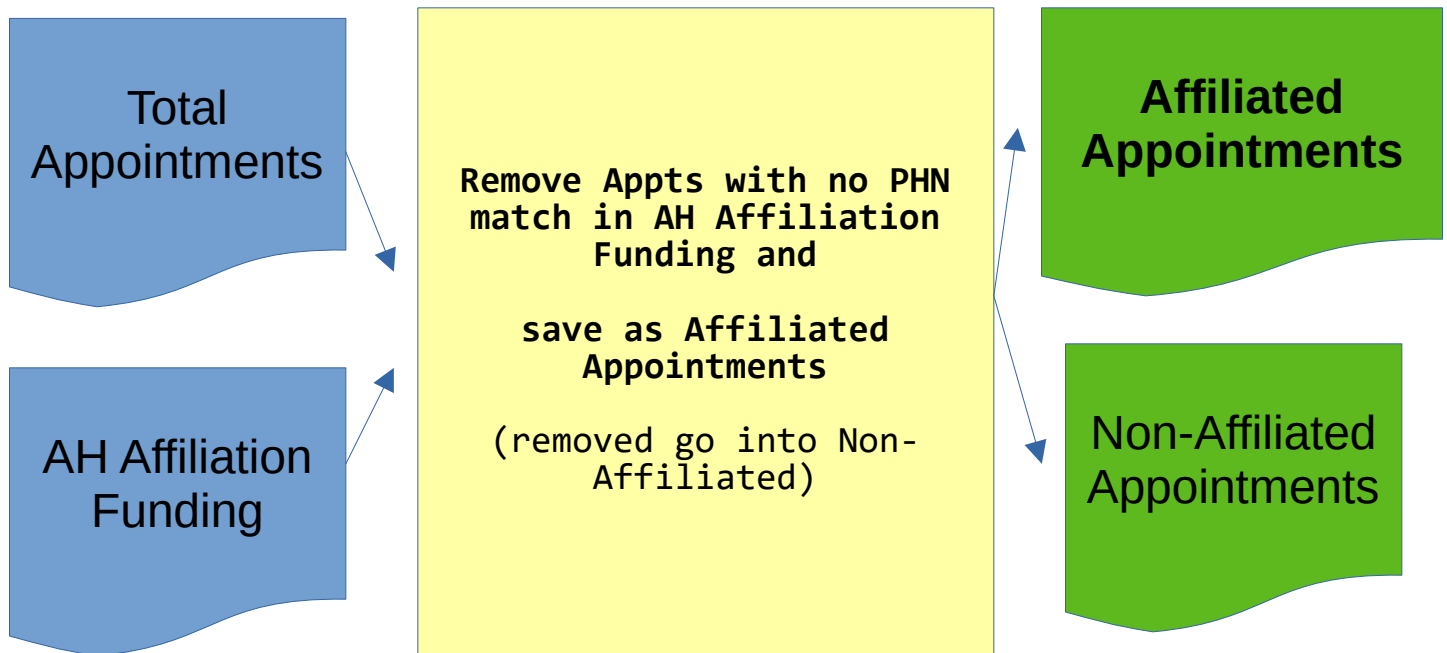 Total
Appointments
AH Affiliation
Funding
Remove Appts with no PHN
match in AH Affiliation
Funding and
save as Affiliated
Appointments
(removed go into Non-
Affiliated)
Affiliated
Appointments
Non-Affiliated
Appointments